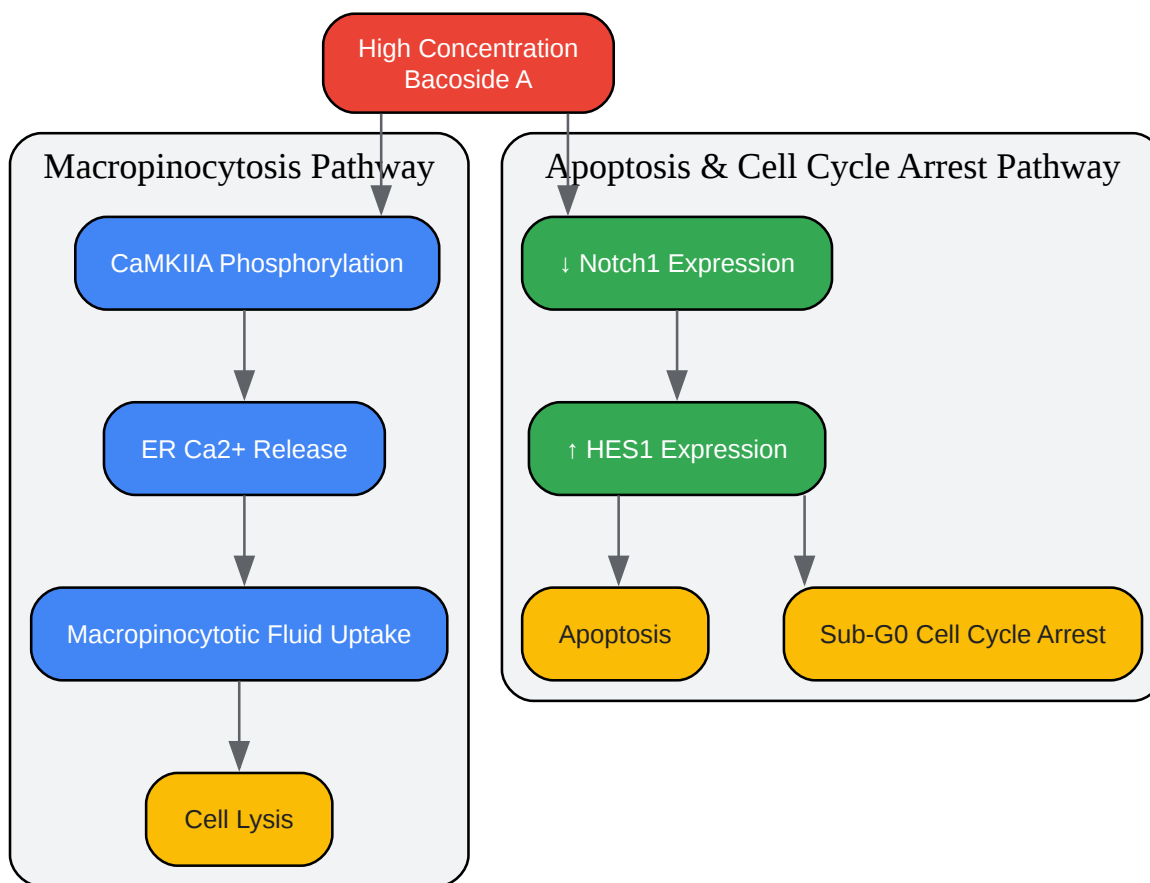 High Concentration
Bacoside A
Macropinocytosis Pathway
CaMKIIA Phosphorylation
ER Ca2+ Release
Macropinocytotic Fluid Uptake
Cell Lysis
Apoptosis & Cell Cycle Arrest Pathway
↓ Notch1 Expression
↑ HES1 Expression
Apoptosis
Sub-G0 Cell Cycle Arrest